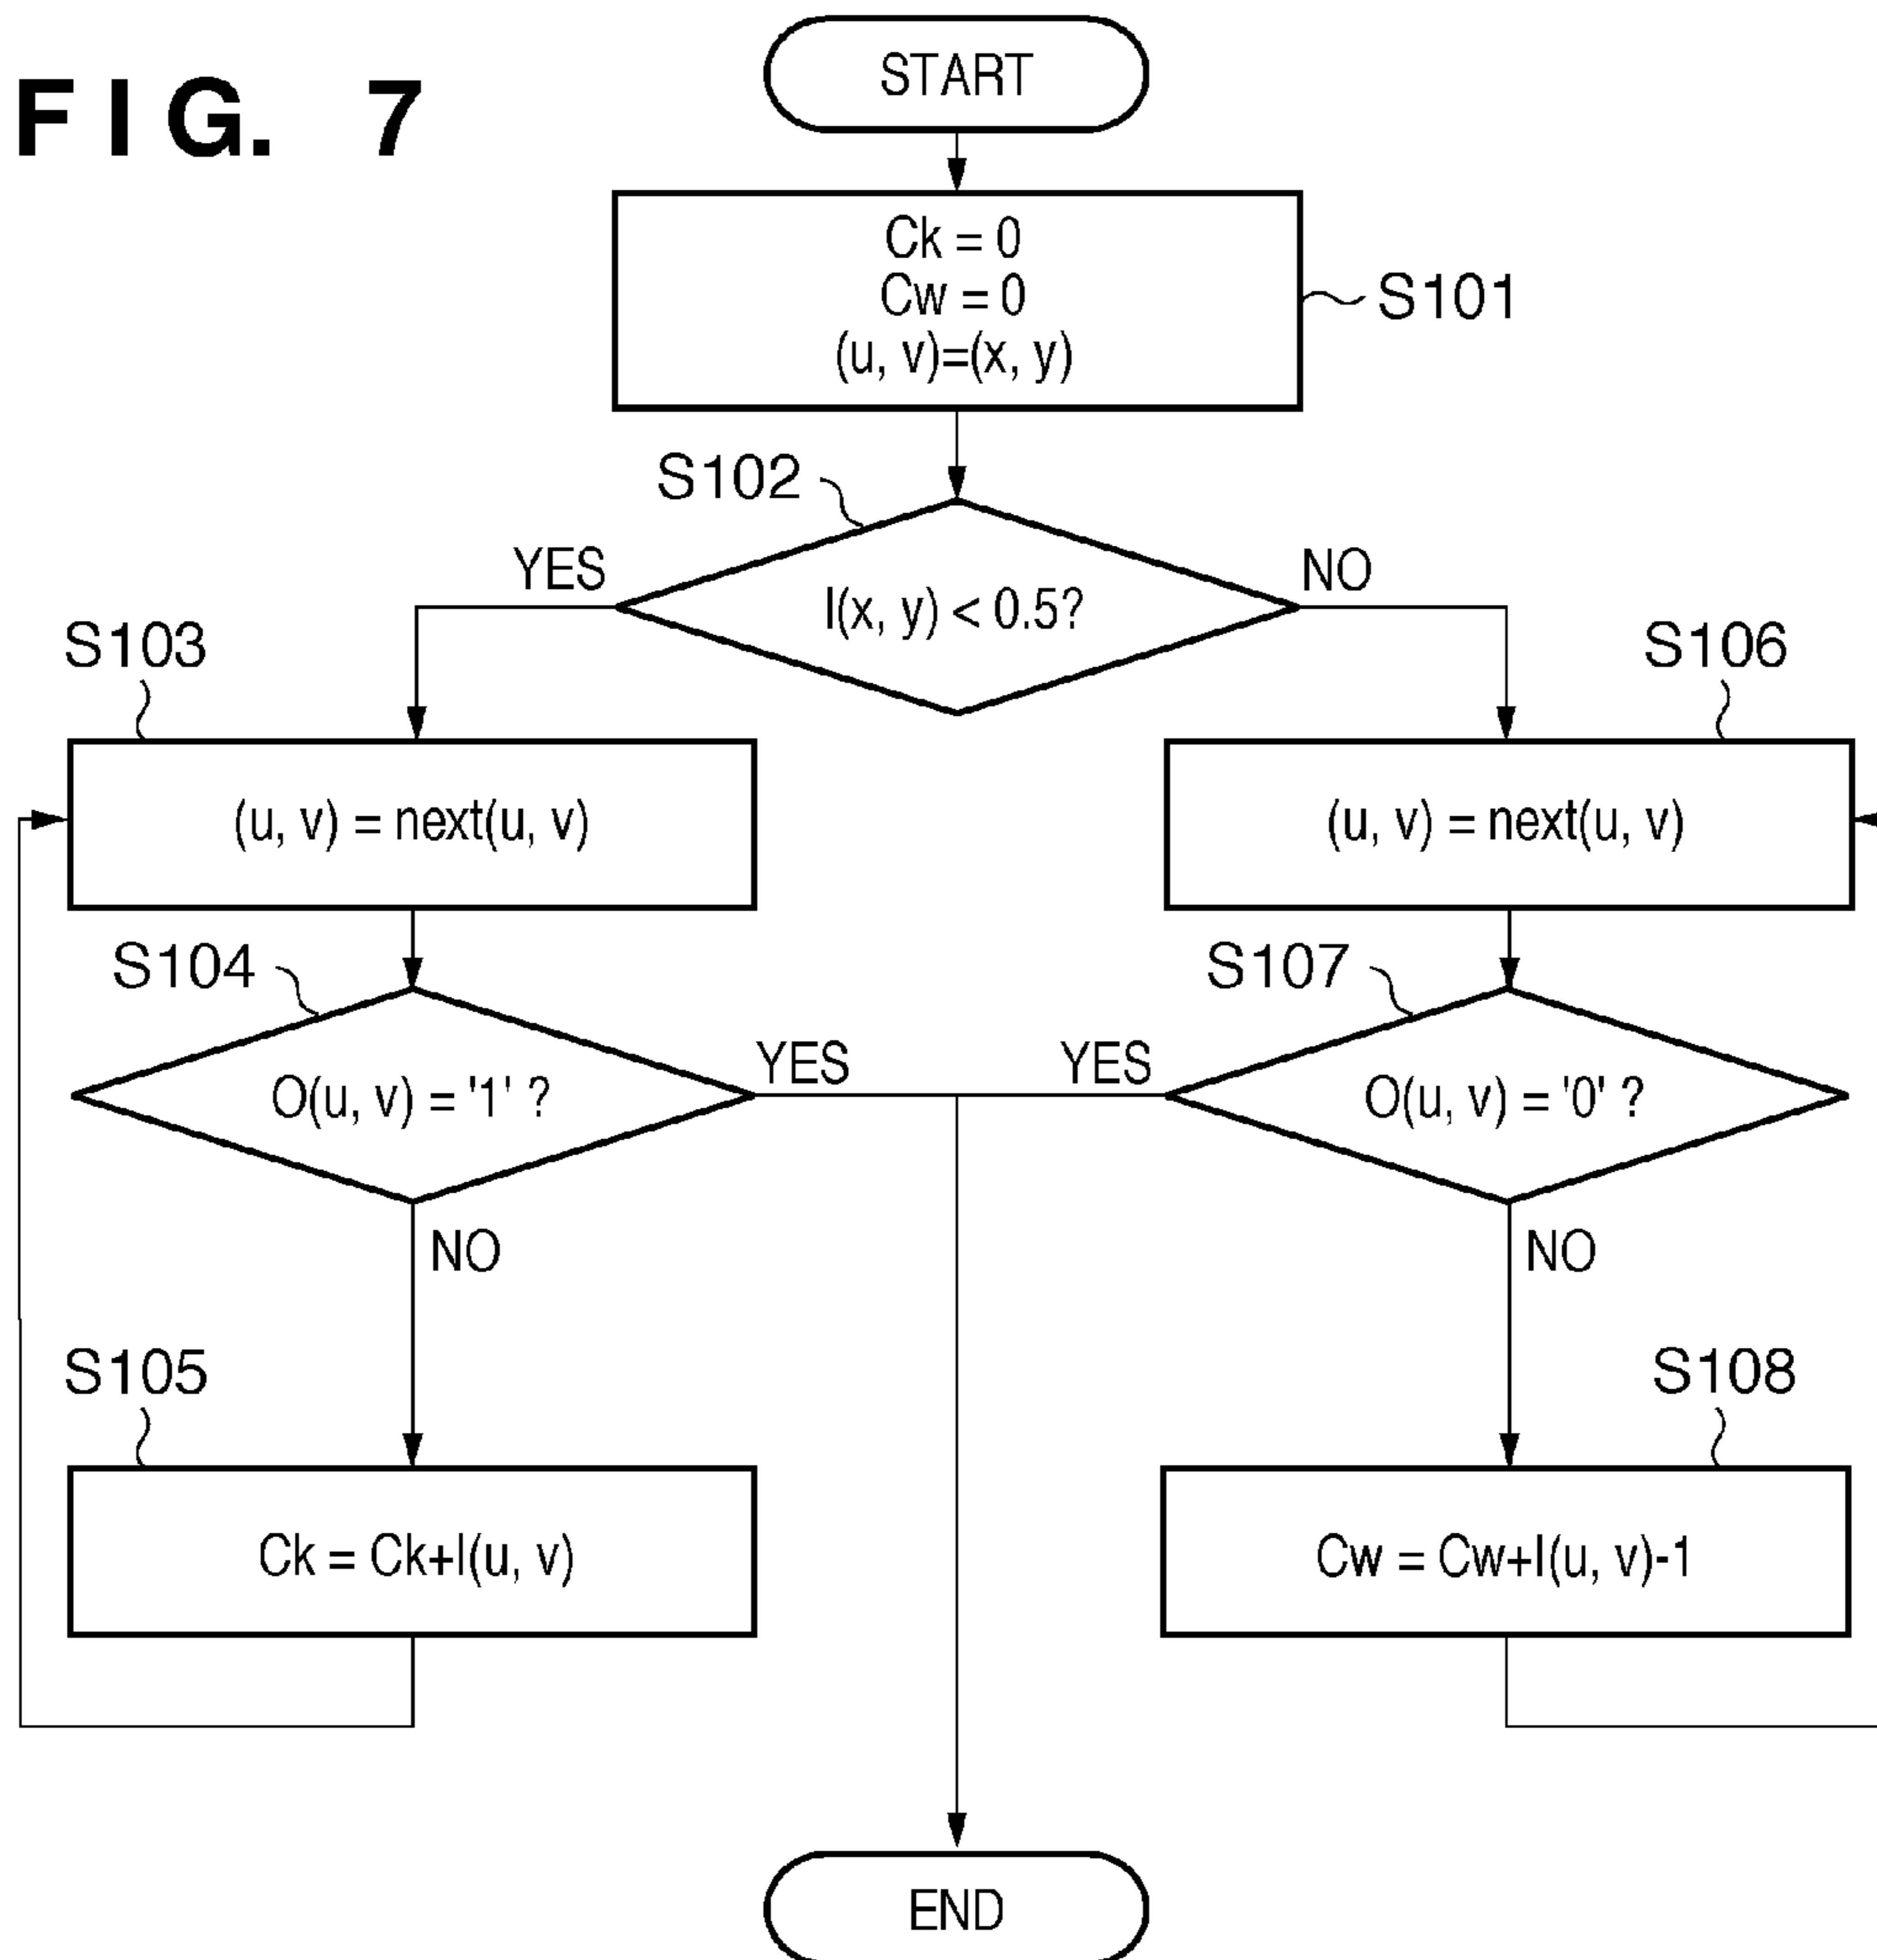 FIG. 7
START
Ck = 0
Cw = 0
(u, v)=(x, y)
S101
S102
YES
NO
I(x, y) < 0.5?
S103
S106
(u, v) = next(u, v)
(u, v) = next(u, v)
S104
S107
YES
YES
O(u, v) = '1' ?
O(u, v) = '0' ?
NO
NO
S105
S108
Ck = Ck+I(u, v)
Cw = Cw+I(u, v)-1
END